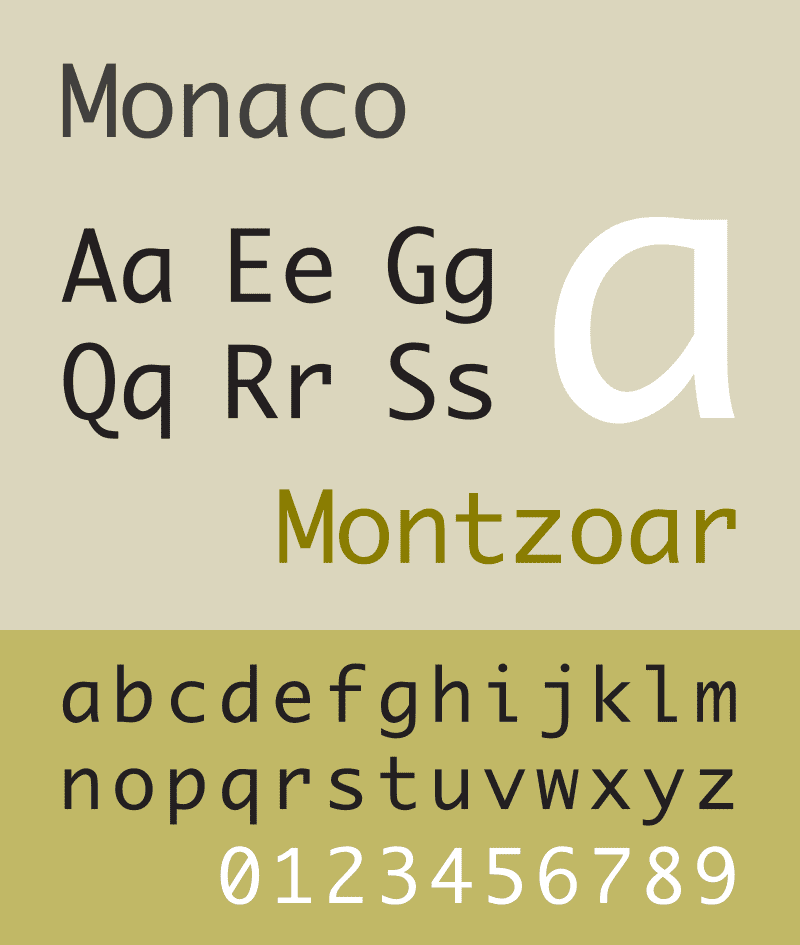 Monaco
Aa Ee Gg
Qq Rr Ss
a
Montzoar
abcdefghijklm
nopqrstuvwxyz
0123456789